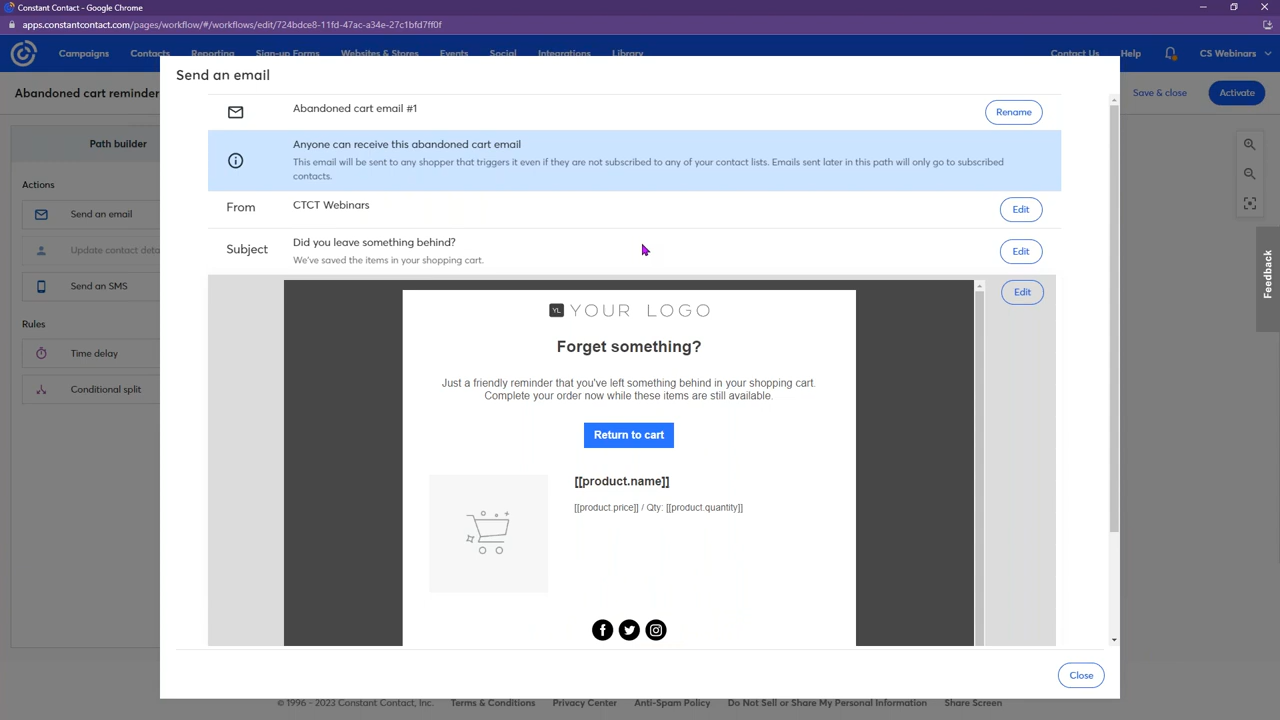 Constant Contact - Google Chrome
apps.constantcontact.com/pages/workflow/#/workflows/edit/724bdce8-11fd-47ac-a34e-27c1bfd7ff0f
Campaigns Contacts Reporting Sign-up Forms Websites & Stores Events Social Integrations Library Contact Us Help CS Webinars
Abandoned cart reminder
Save & close
Activate
Path builder
Actions
Send an email
Update contact deta
Send an SMS
Rules
Time delay
Conditional split
Send an email
Abandoned cart email #1
Rename
Anyone can receive this abandoned cart email
This email will be sent to any shopper that triggers it even if they are not subscribed to any of your contact lists. Emails sent later in this path will only go to subscribed
contacts.
From CTCT Webinars
Edit
Subject Did you leave something behind?
We've saved the items in your shopping cart.
Edit
Edit
YL YOUR LOGO
Forget something?
Just a friendly reminder that you've left something behind in your shopping cart.
Complete your order now while these items are still available.
Return to cart
[[product.name]]
[[product.price]] / Qty: [[product.quantity]]
Close
Feedback
© 1996 - 2023 Constant Contact, Inc. Terms & Conditions Privacy Center Anti-Spam Policy Do Not Sell or Share My Personal Information Share Screen